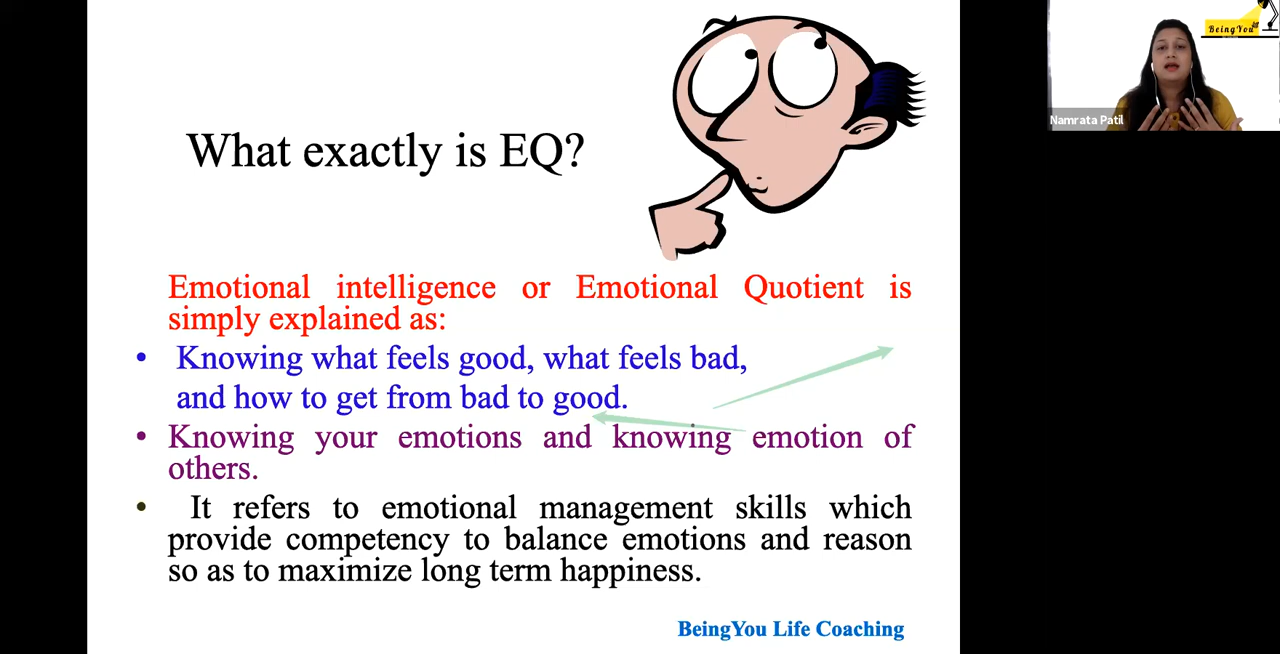 What exactly is EQ?
Emotional intelligence or Emotional Quotient is
simply explained as:
• Knowing what feels good, what feels bad,
and how to get from bad to good.
• Knowing your emotions and knowing emotion of
others.
• It refers to emotional management skills which
provide competency to balance emotions and reason
so as to maximize long term happiness.
BeingYou Life Coaching
BeingYou
Namrata Patil